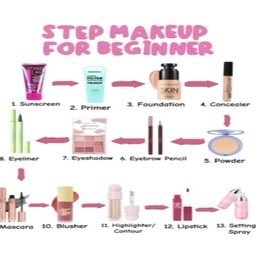 STEP MAKEUP
FOR BEGINNER
1. Sunscreen
2. Primer
3. Foundation
4. Concealer
8. Eyeliner
7. Eyeshadow
6. Eyebrow Pencil
5. Powder
Mascara
10. Blusher
11. Highlighter/
Contour
12. Lipstick
13. Setting
Spray
SKIN